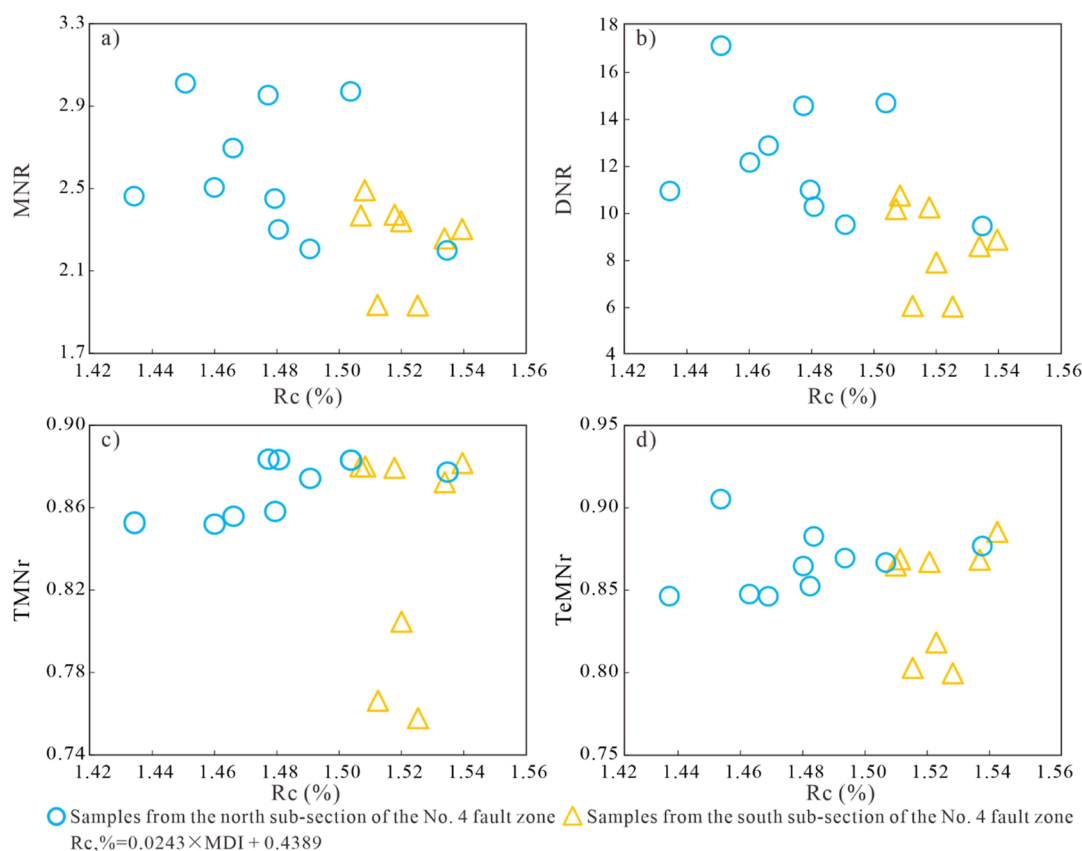 a)
3.3
2.9
2.5
2.1
1.7
MNR
1.42 1.44 1.46 1.48 1.50 1.52 1.54 1.56
Rc (%)
b)
18
16
14
12
10
8
6
4
DNR
1.42 1.44 1.46 1.48 1.50 1.52 1.54 1.56
Rc (%)
c)
0.90
0.86
0.82
0.78
0.74
TMNr
1.42 1.44 1.46 1.48 1.50 1.52 1.54 1.56
Rc (%)
d)
0.95
0.90
0.85
0.80
0.75
TeMNr
1.42 1.44 1.46 1.48 1.50 1.52 1.54 1.56
Rc (%)
Samples from the north sub-section of the No. 4 fault zone Samples from the south sub-section of the No. 4 fault zone
Rc,%=0.0243×MDI + 0.4389